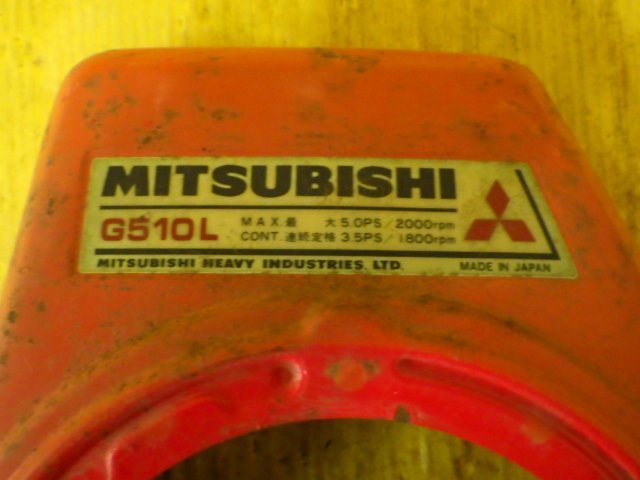 MITSUBISHI
G510L
MAX. 最 大 5.0PS/2000rpm
CONT. 連続定格 3.5PS/1800rpm
MITSUBISHI HEAVY INDUSTRIES, LTD.
MADE IN JAPAN